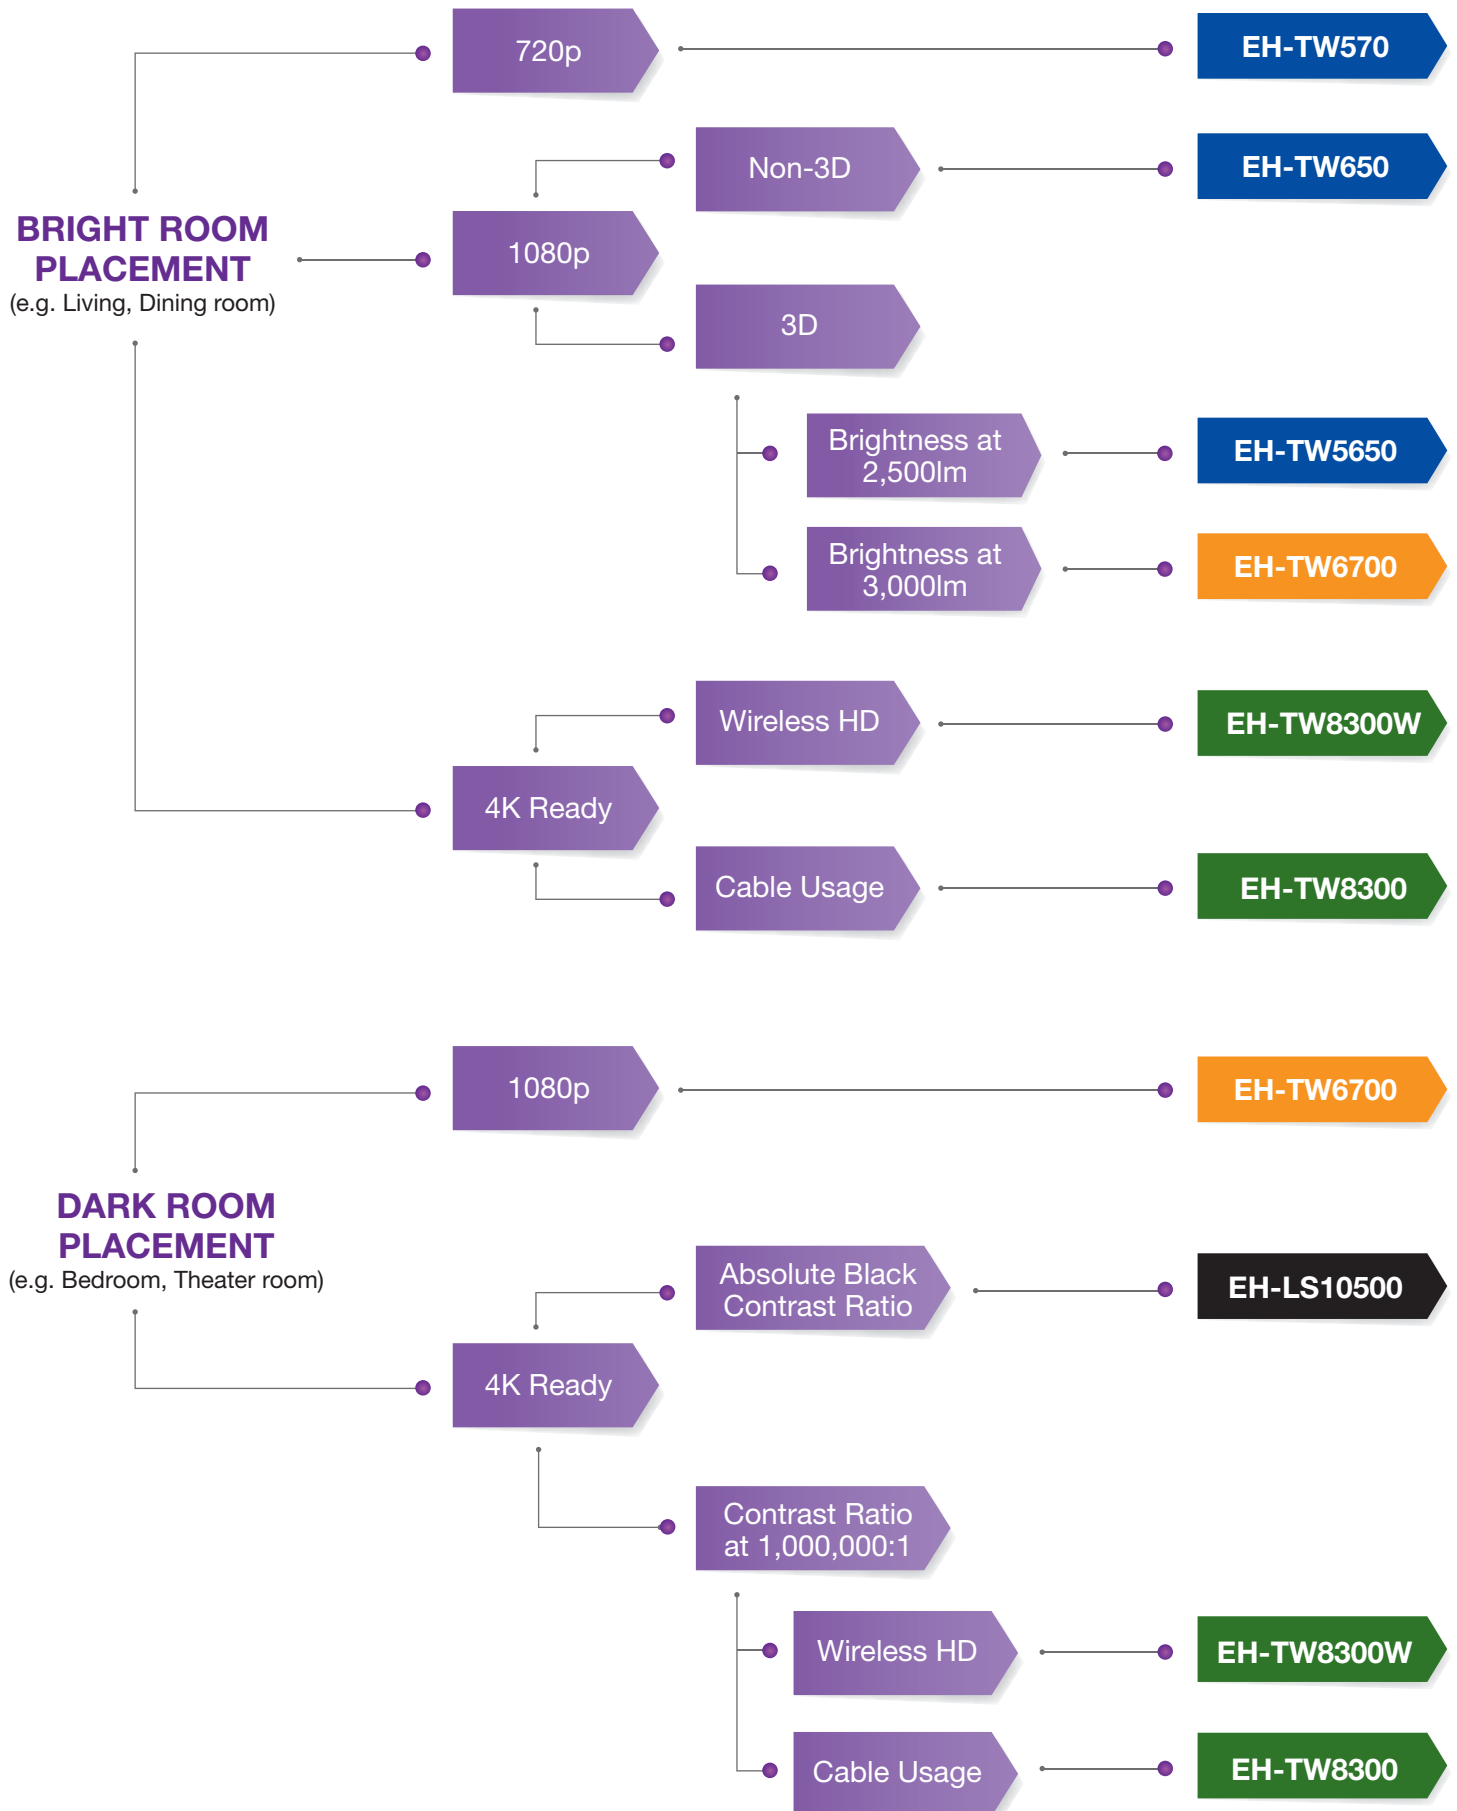 720p
EH-TW570
Non-3D
EH-TW650
BRIGHT ROOM
PLACEMENT
(e.g. Living, Dining room)
1080p
3D
Brightness at
2,500lm
EH-TW5650
Brightness at
3,000lm
EH-TW6700
Wireless HD
EH-TW8300W
4K Ready
Cable Usage
EH-TW8300
1080p
EH-TW6700
DARK ROOM
PLACEMENT
(e.g. Bedroom, Theater room)
Absolute Black
Contrast Ratio
EH-LS10500
4K Ready
Contrast Ratio
at 1,000,000:1
Wireless HD
EH-TW8300W
Cable Usage
EH-TW8300